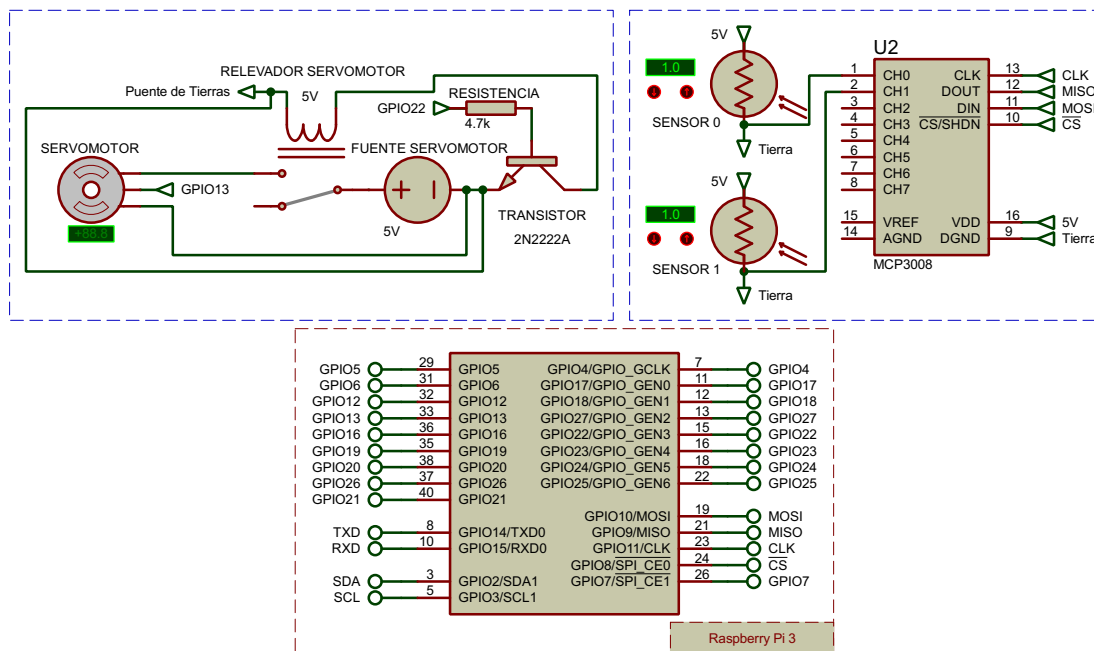 RELEVADOR SERVOMOTOR
5V
Puente de Tierras
GPIO22
RESISTENCIA
4.7k
SERVOMOTOR
GPIO13
+88.8
FUENTE SERVOMOTOR
+
5V
TRANSISTOR
2N2222A
5V
1.0
SENSOR 0
Tierra
5V
1.0
SENSOR 1
Tierra
U2
1 CH0 CLK 13 CLK
2 CH1 DOUT 12 MISO
3 CH2 DIN 11 MOSI
4 CH3 CS/SHDN 10 CS
5 CH4
6 CH5
7 CH6
8 CH7
15 VREF VDD 16 5V
14 AGND DGND 9 Tierra
MCP3008
GPIO5 29 GPIO5 GPIO4/GPIO_GCLK 7 GPIO4
GPIO6 31 GPIO6 GPIO17/GPIO_GEN0 11 GPIO17
GPIO12 32 GPIO12 GPIO18/GPIO_GEN1 12 GPIO18
GPIO13 33 GPIO13 GPIO27/GPIO_GEN2 13 GPIO27
GPIO16 36 GPIO16 GPIO22/GPIO_GEN3 15 GPIO22
GPIO19 35 GPIO19 GPIO23/GPIO_GEN4 16 GPIO23
GPIO20 38 GPIO20 GPIO24/GPIO_GEN5 18 GPIO24
GPIO26 37 GPIO26 GPIO25/GPIO_GEN6 22 GPIO25
GPIO21 40 GPIO21
GPIO10/MOSI 19 MOSI
TXD 8 GPIO14/TXD0 GPIO9/MISO 21 MISO
RXD 10 GPIO15/RXD0 GPIO11/CLK 23 CLK
GPIO8/SPI_CE0 24 CS
SDA 3 GPIO2/SDA1 GPIO7/SPI_CE1 26 GPIO7
SCL 5 GPIO3/SCL1
Raspberry Pi 3